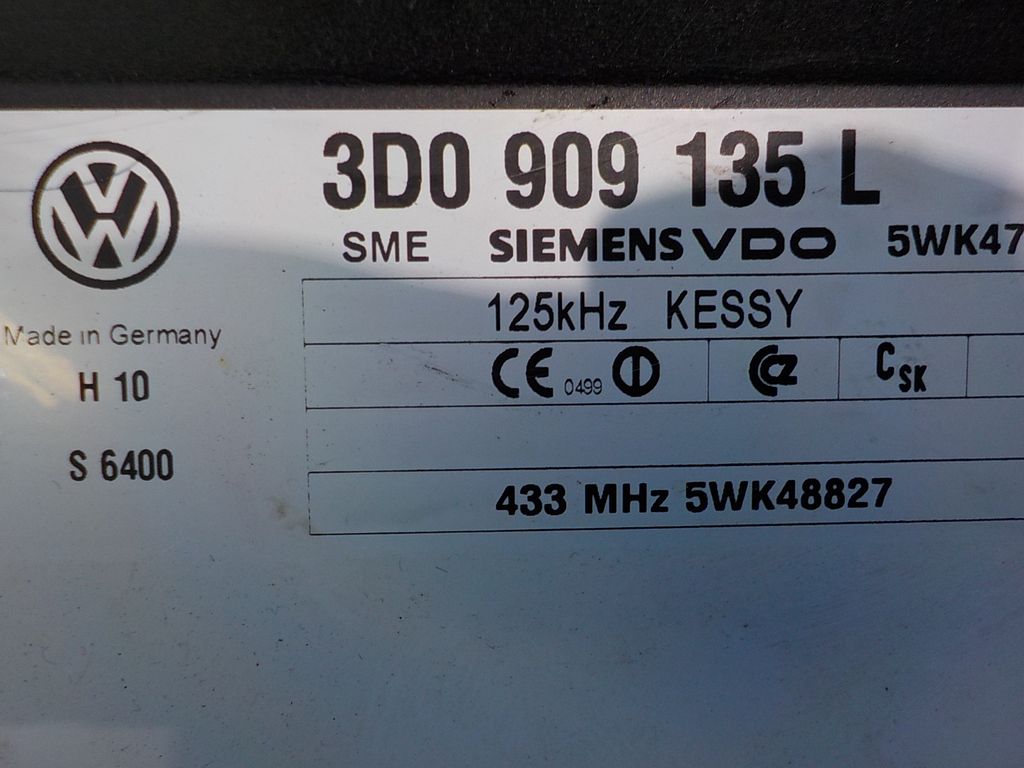 3D0 909 135 L
SME SIEMENS VDO 5WK47
125kHz KESSY
Made in Germany
CE 0499
H 10
C SK
S 6400
433 MHz 5WK48827